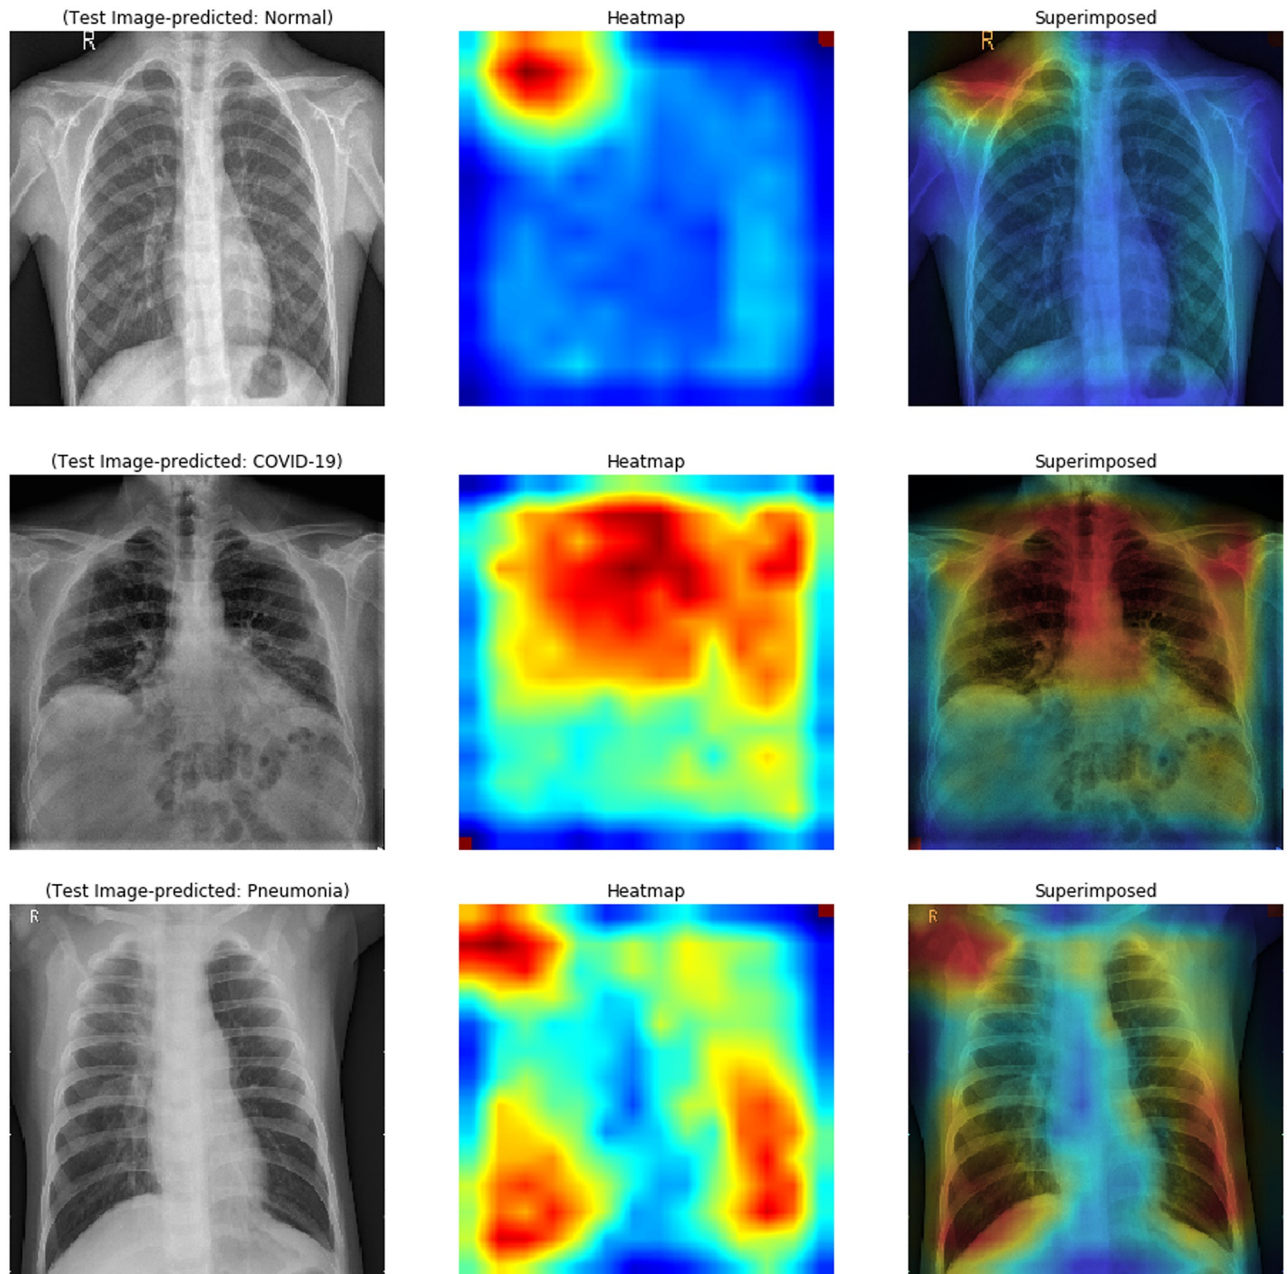 (Test Image-predicted: Normal)
Heatmap
Superimposed
R
R
(Test Image-predicted: COVID-19)
Heatmap
Superimposed
(Test Image-predicted: Pneumonia)
Heatmap
Superimposed
R
R